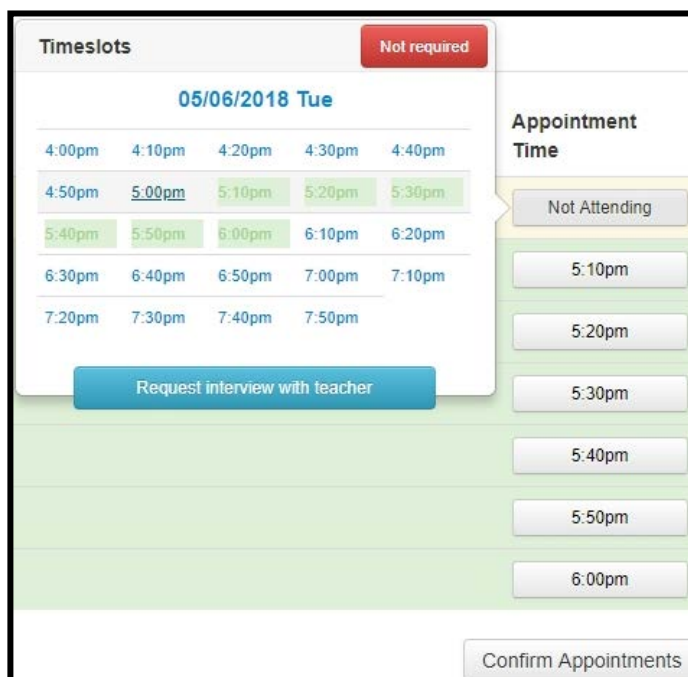 Timeslots
Not required
05/06/2018 Tue
4:00pm 4:10pm 4:20pm 4:30pm 4:40pm
4:50pm 5:00pm 5:10pm 5:20pm 5:30pm
5:40pm 5:50pm 6:00pm 6:10pm 6:20pm
6:30pm 6:40pm 6:50pm 7:00pm 7:10pm
7:20pm 7:30pm 7:40pm 7:50pm
Request interview with teacher
Appointment
Time
Not Attending
5:10pm
5:20pm
5:30pm
5:40pm
5:50pm
6:00pm
Confirm Appointments